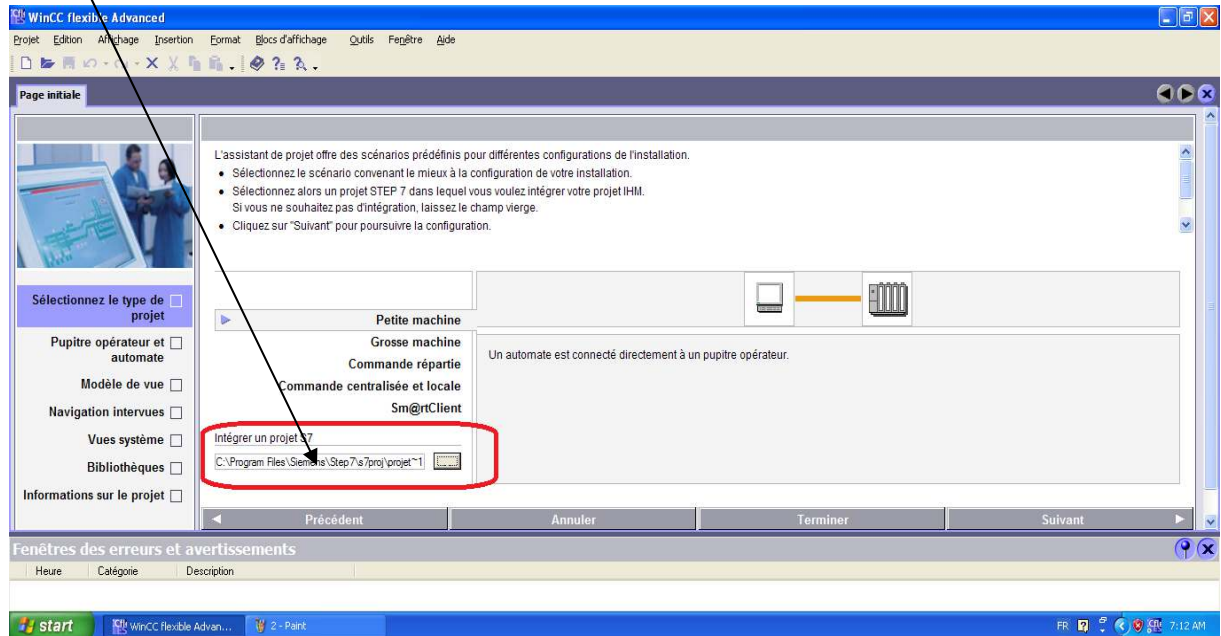 WinCC flexible Advanced
Projet Edition Affichage Insertion Format Blocs d'affichage Outils Fenêtre Aide
Page initiale
L'assistant de projet offre des scénarios prédéfinis pour différentes configurations de l'installation.
• Sélectionnez le scénario convenant le mieux à la configuration de votre installation.
• Sélectionnez alors un projet STEP 7 dans lequel vous voulez intégrer votre projet IHM.
Si vous ne souhaitez pas d'intégration, laissez le champ vierge.
• Cliquez sur "Suivant" pour poursuivre la configuration.
Sélectionnez le type de
projet
Pupitre opérateur et
automate
Modèle de vue
Navigation intervues
Vues système
Bibliothèques
Informations sur le projet
Petite machine
Grosse machine
Commande répartie
Commande centralisée et locale
Sm@rtClient
Un automate est connecté directement à un pupitre opérateur.
Intégrer un projet S7
C:\Program Files\Siemens\Step7\s7proj\projet~1
...
Précédent Annuler Terminer Suivant
Fenêtres des erreurs et avertissements
Heure Catégorie Description
start WinCC flexible Advan... 2 - Paint FR 7:12 AM